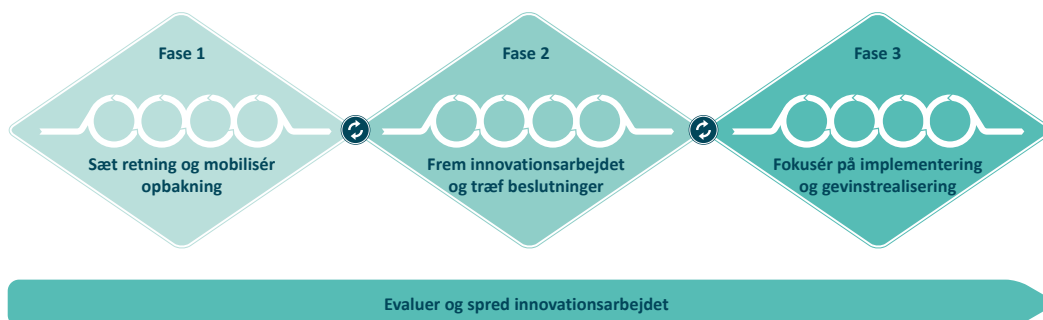 Fase 1
Sæt retning og mobilisér
opbakning
Fase 2
Frem innovationsarbejdet
og træf beslutninger
Fase 3
Fokusér på implementering
og gevinstrealisering
Evaluer og spred innovationsarbejdet